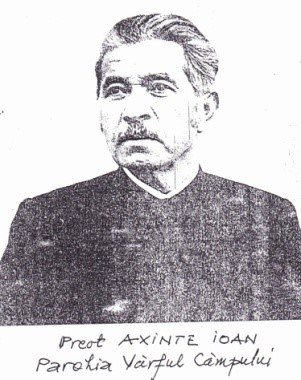 Preot AXINTE IOAN
Parohia Vârful Câmpului